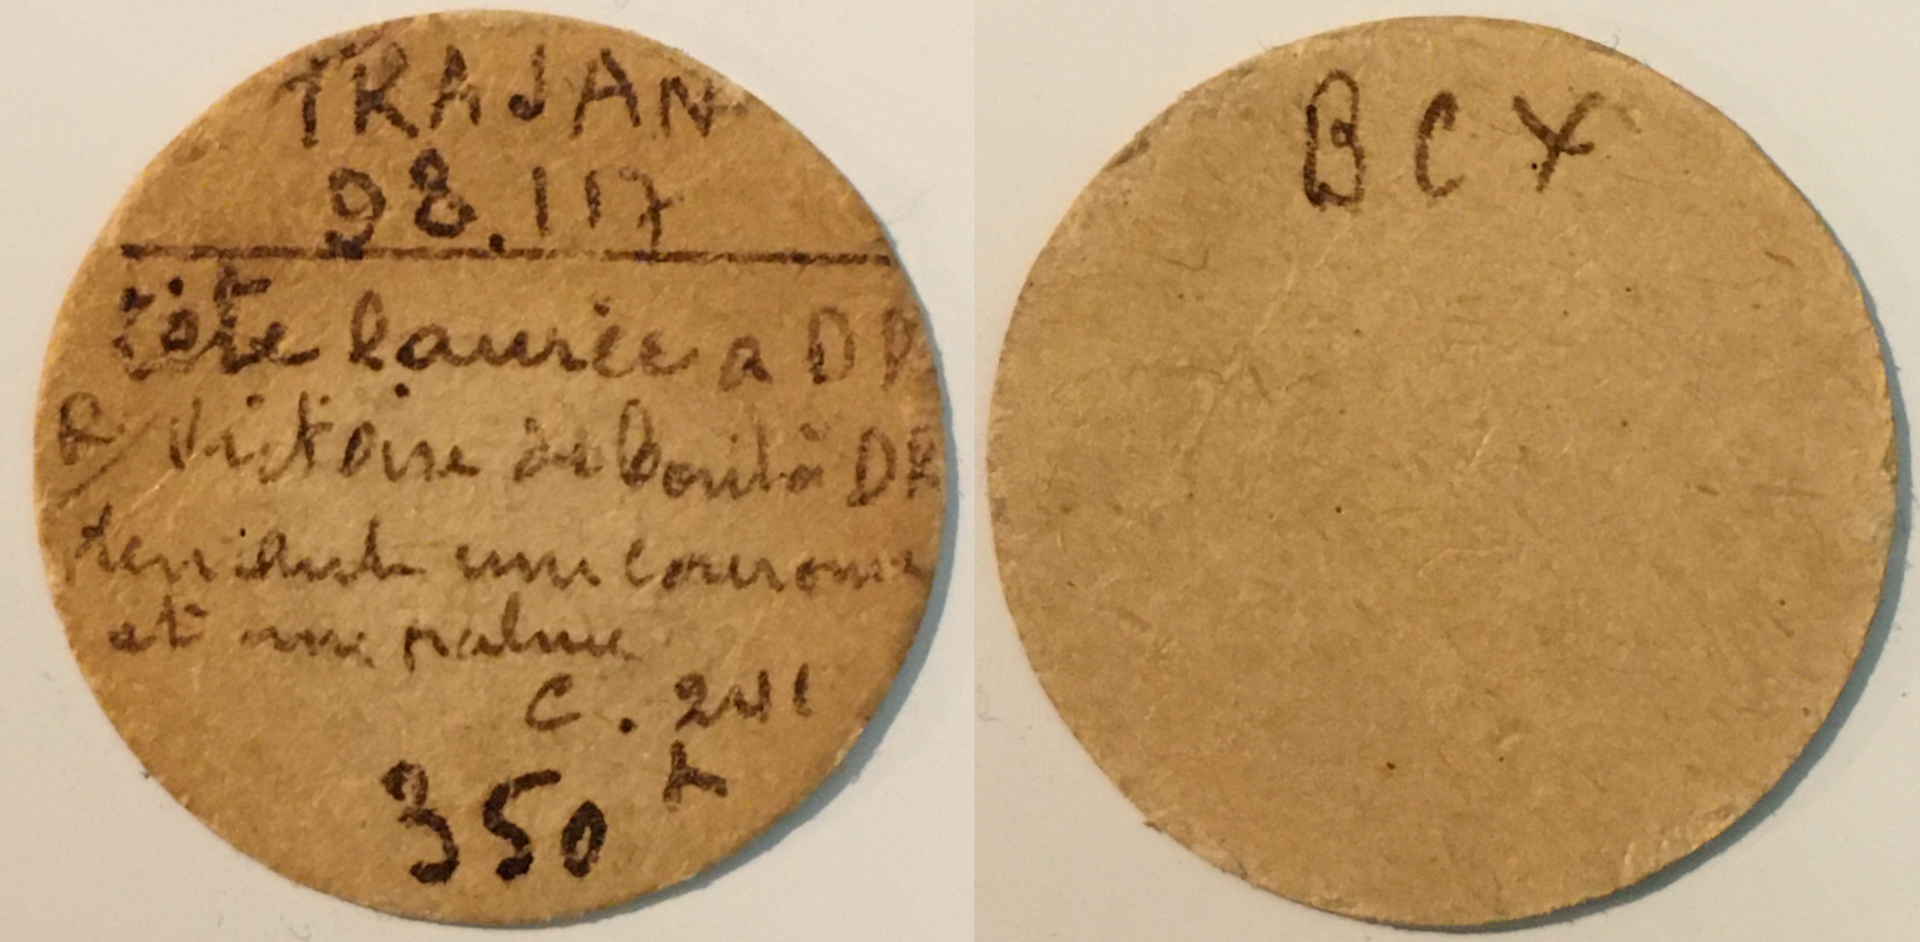 TRAJAN
98.117
tête laurée a DR
R/ Victoire debout à DR
tenant une couronne
et une palme
C. 241
350 F
BCX